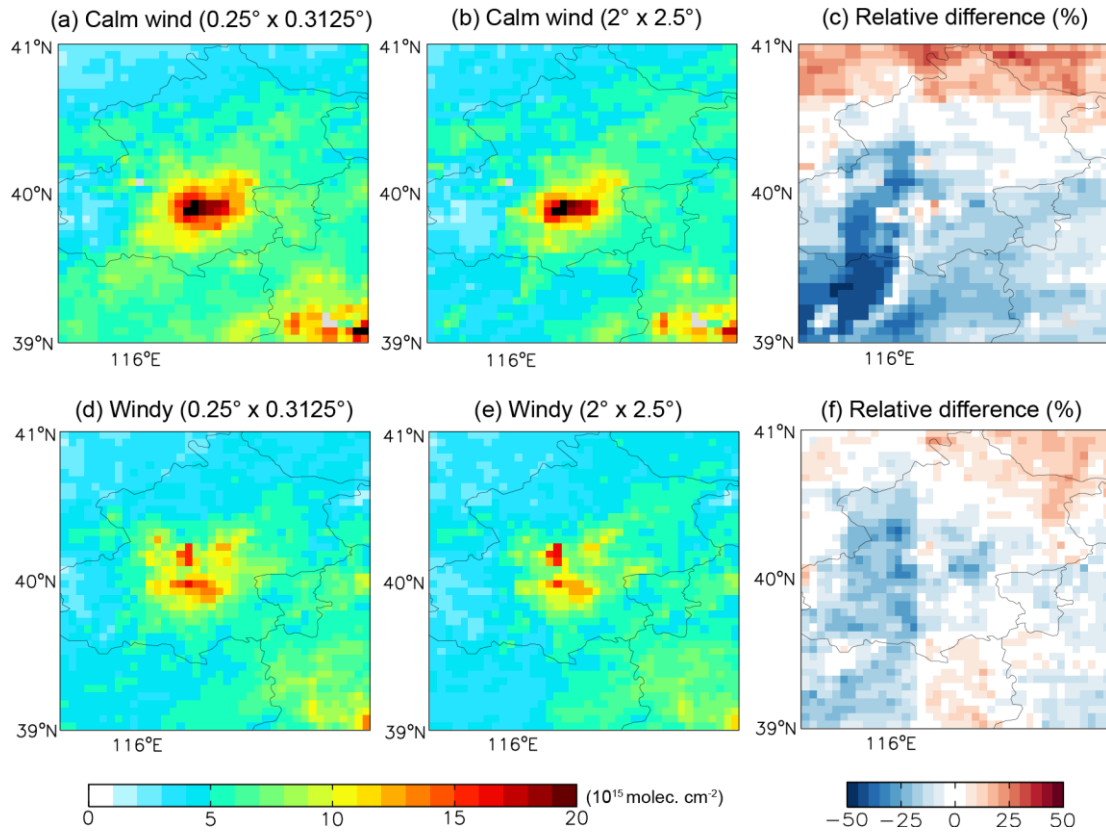 (a) Calm wind (0.25° x 0.3125°)
(b) Calm wind (2° x 2.5°)
(c) Relative difference (%)
41°N
40°N
39°N
116°E
41°N
40°N
39°N
116°E
41°N
40°N
39°N
116°E
(d) Windy (0.25° x 0.3125°)
(e) Windy (2° x 2.5°)
(f) Relative difference (%)
41°N
40°N
39°N
116°E
41°N
40°N
39°N
116°E
41°N
40°N
39°N
116°E
0 5 10 15 20 (10¹⁵ molec. cm⁻²)
−50 −25 0 25 50